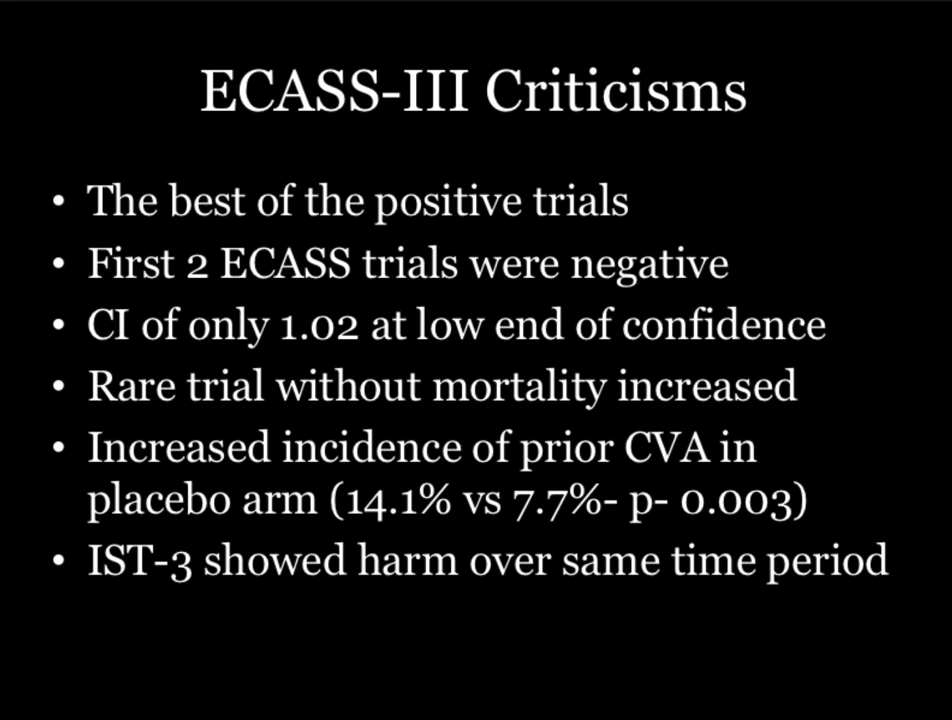 ECASS-III Criticisms
• The best of the positive trials
• First 2 ECASS trials were negative
• CI of only 1.02 at low end of confidence
• Rare trial without mortality increased
• Increased incidence of prior CVA in
placebo arm (14.1% vs 7.7%- p- 0.003)
• IST-3 showed harm over same time period